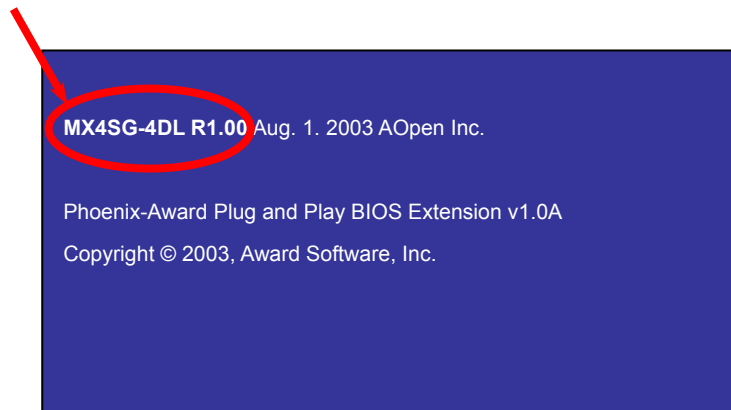 MX4SG-4DL R1.00 Aug. 1. 2003 AOpen Inc.
Phoenix-Award Plug and Play BIOS Extension v1.0A
Copyright © 2003, Award Software, Inc.